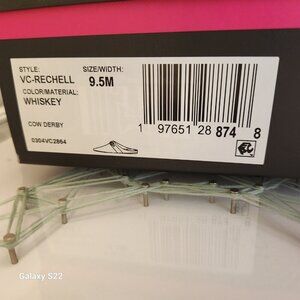 STYLE: SIZE/WIDTH:
VC-RECHELL 9.5M
COLOR/MATERIAL:
WHISKEY
COW DERBY
0304VC2864
1 97651 28 874 8
Galaxy S22